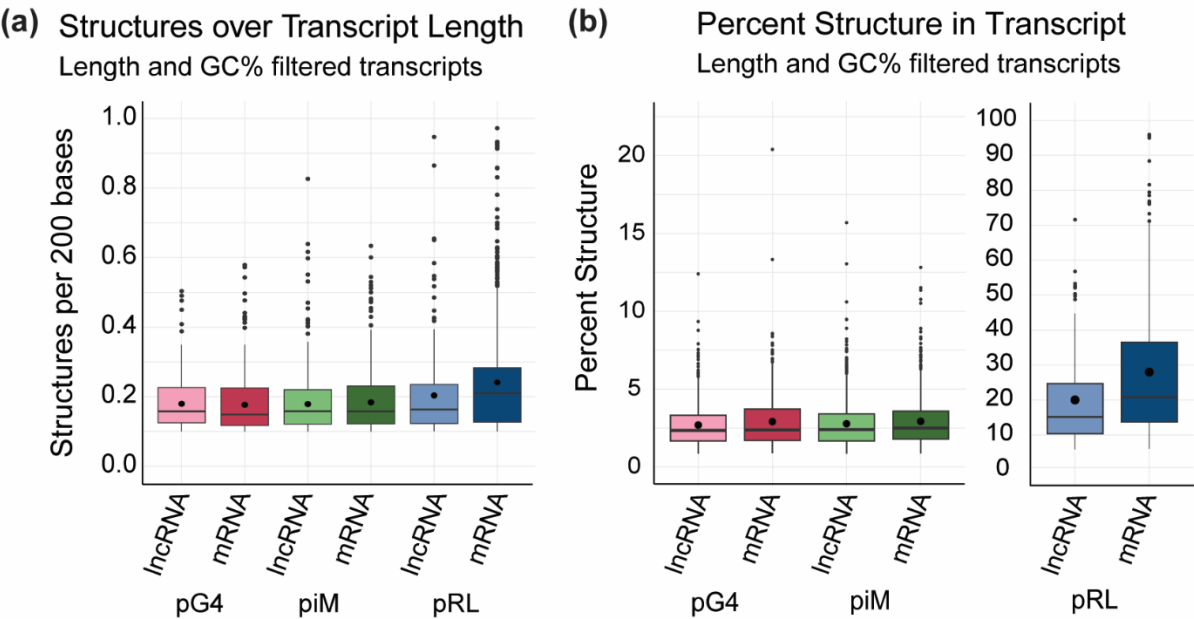 (a) Structures over Transcript Length
Length and GC% filtered transcripts
Structures per 200 bases
1.0
0.8
0.6
0.4
0.2
0.0
lncRNA mRNA lncRNA mRNA lncRNA mRNA
pG4 piM pRL
(b) Percent Structure in Transcript
Length and GC% filtered transcripts
Percent Structure
20
15
10
5
0
lncRNA mRNA lncRNA mRNA
pG4 piM
100
90
80
70
60
50
40
30
20
10
0
lncRNA mRNA
pRL